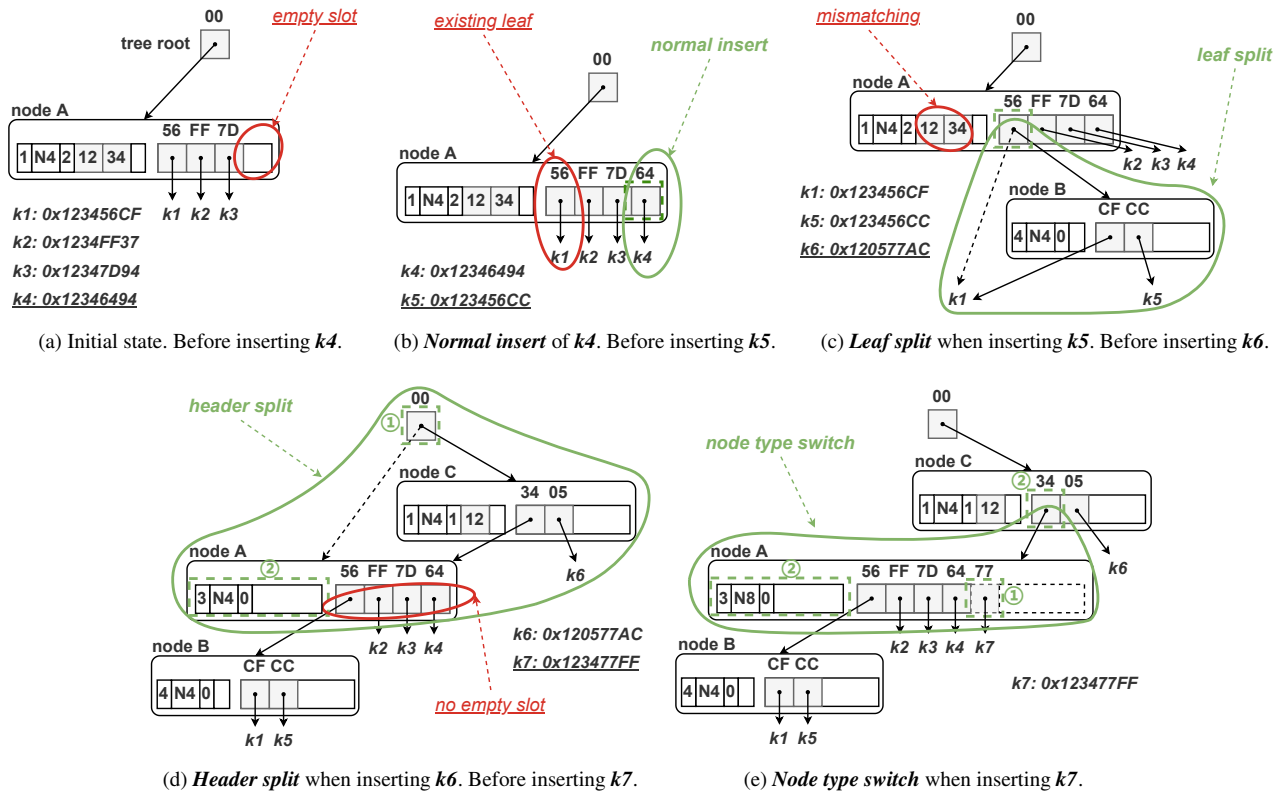 00
empty slot
tree root
node A
56 FF 7D
1 N4 2 12 34
k1 k2 k3
k1: 0x123456CF
k2: 0x1234FF37
k3: 0x12347D94
k4: 0x12346494
(a) Initial state. Before inserting k4.
existing leaf
normal insert
00
node A
56 FF 7D 64
1 N4 2 12 34
k1 k2 k3 k4
k4: 0x12346494
k5: 0x123456CC
(b) Normal insert of k4. Before inserting k5.
mismatching
00
leaf split
node A
56 FF 7D 64
1 N4 2 12 34
k2 k3 k4
k1: 0x123456CF
k5: 0x123456CC
k6: 0x120577AC
node B
CF CC
4 N4 0
k1
k5
(c) Leaf split when inserting k5. Before inserting k6.
header split
00
①
node C
34 05
1 N4 1 12
k6
node A
②
56 FF 7D 64
3 N4 0
k2 k3 k4
k6: 0x120577AC
k7: 0x123477FF
node B
CF CC
4 N4 0
k1 k5
no empty slot
(d) Header split when inserting k6. Before inserting k7.
00
node type switch
node C
② 34 05
1 N4 1 12
k6
node A
②
56 FF 7D 64 77
3 N8 0
①
k2 k3 k4 k7
node B
CF CC
4 N4 0
k1 k5
k7: 0x123477FF
(e) Node type switch when inserting k7.